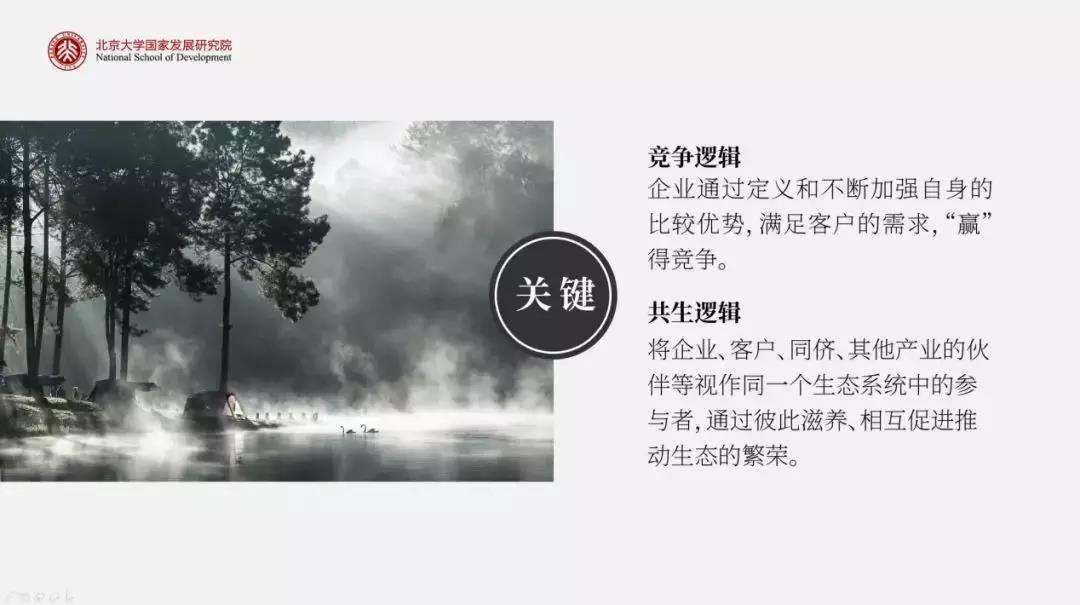 北京大学国家发展研究院
National School of Development
关键
竞争逻辑
企业通过定义和不断加强自身的
比较优势,满足客户的需求,“赢”
得竞争。
共生逻辑
将企业、客户、同侪、其他产业的伙
伴等视作同一个生态系统中的参
与者,通过彼此滋养、相互促进推
动生态的繁荣。